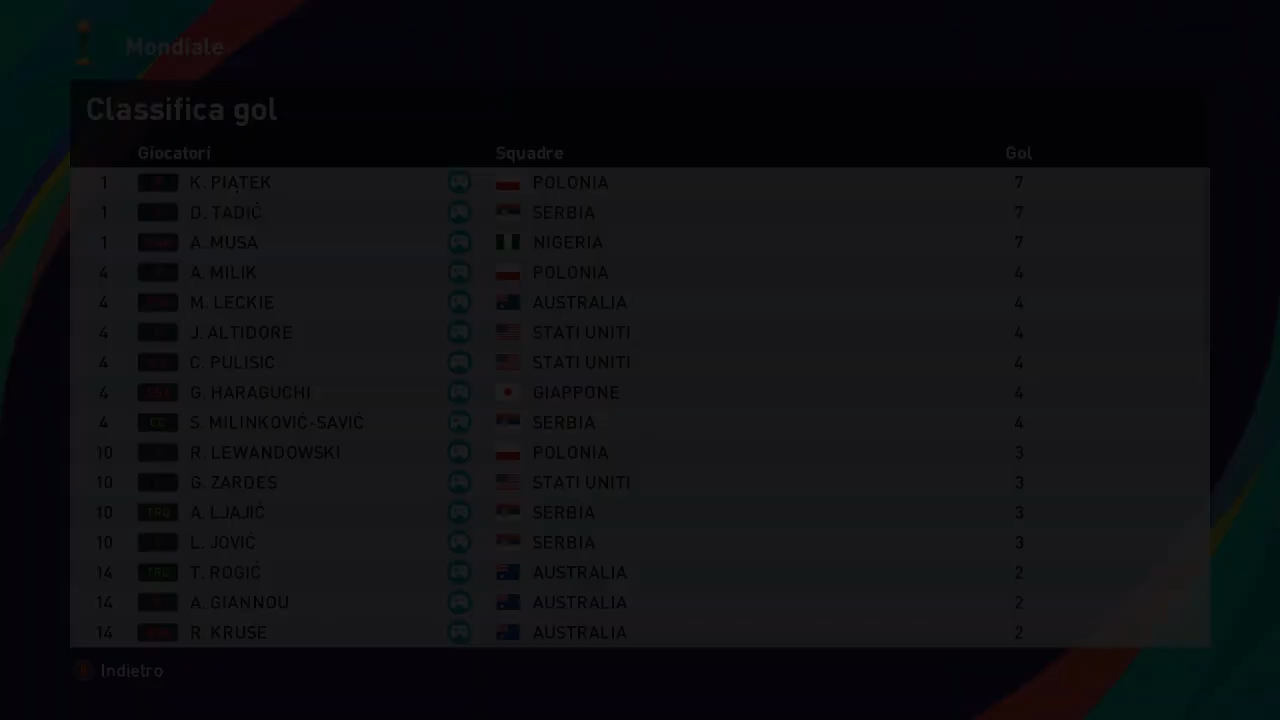 Mondiale
Classifica gol
Giocatori Squadre Gol
1 K. PIĄTEK POLONIA 7
1 D. TADIĆ SERBIA 7
1 A. MUSA NIGERIA 7
4 A. MILIK POLONIA 4
4 M. LECKIE AUSTRALIA 4
4 J. ALTIDORE STATI UNITI 4
4 C. PULISIC STATI UNITI 4
4 G. HARAGUCHI GIAPPONE 4
4 S. MILINKOVIĆ-SAVIĆ SERBIA 4
10 R. LEWANDOWSKI POLONIA 3
10 G. ZARDES STATI UNITI 3
10 TRQ A. LJAJIĆ SERBIA 3
10 L. JOVIĆ SERBIA 3
14 TRQ T. ROGIĆ AUSTRALIA 2
14 A. GIANNOU AUSTRALIA 2
14 R. KRUSE AUSTRALIA 2
Indietro